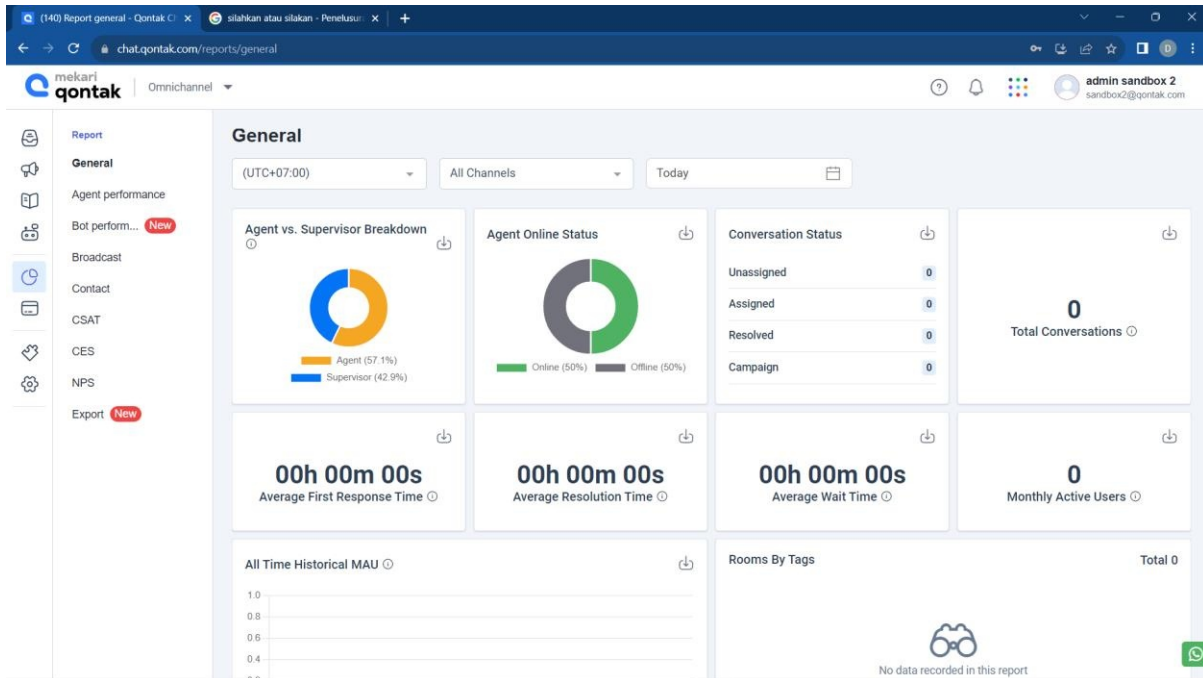 (140) Report general - Qontak C
silahkan atau silakan - Penelusur
chat.qontak.com/reports/general
D
mekari
qontak
Omnichannel
admin sandbox 2
sandbox2@qontak.com
Report
General
Agent performance
Bot perform... New
Broadcast
Contact
CSAT
CES
NPS
Export New
General
(UTC+07:00)
All Channels
Today
Agent vs. Supervisor Breakdown
Agent (57.1%)
Supervisor (42.9%)
Agent Online Status
Online (50%) Offline (50%)
Conversation Status
Unassigned 0
Assigned 0
Resolved 0
Campaign 0
0
Total Conversations
00h 00m 00s
Average First Response Time
00h 00m 00s
Average Resolution Time
00h 00m 00s
Average Wait Time
0
Monthly Active Users
All Time Historical MAU
1.0
0.8
0.6
0.4
Rooms By Tags Total 0
No data recorded in this report